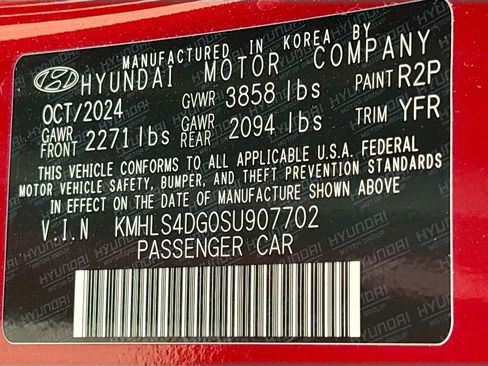 MANUFACTURED IN KOREA BY
HYUNDAI MOTOR COMPANY
OCT/2024 GVWR 3858 lbs PAINT R2P
GAWR FRONT 2271 lbs GAWR REAR 2094 lbs TRIM YFR
THIS VEHICLE CONFORMS TO ALL APPLICABLE U.S.A. FEDERAL
MOTOR VEHICLE SAFETY, BUMPER, AND THEFT PREVENTION STANDARDS
IN EFFECT ON THE DATE OF MANUFACTURE SHOWN ABOVE.
V.I.N KMHLS4DG0SU907702
PASSENGER CAR